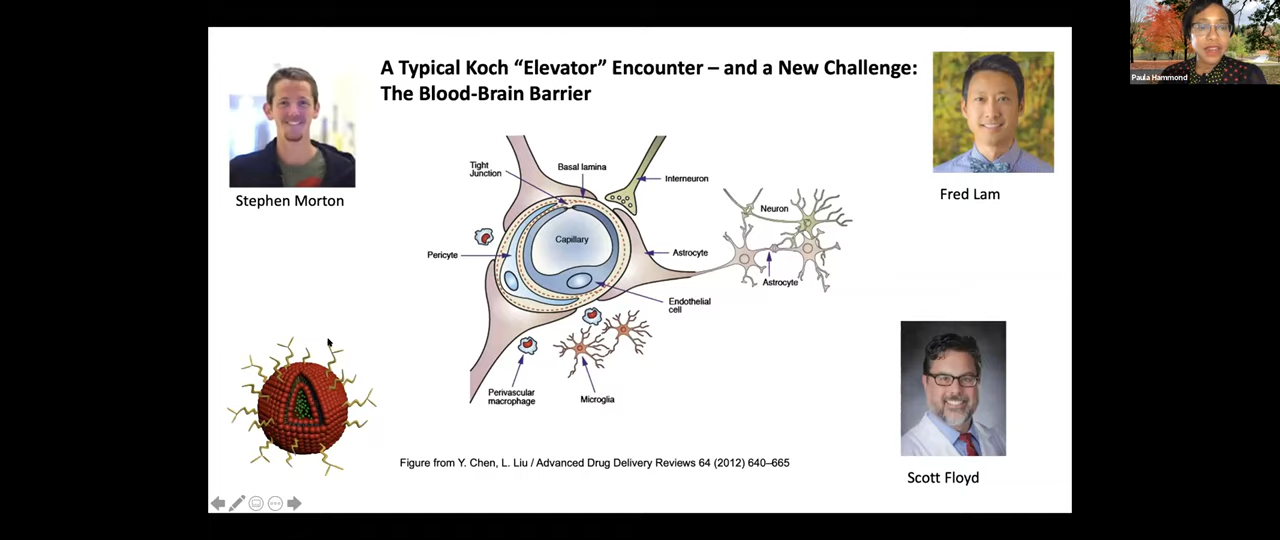 Paula Hammond
A Typical Koch “Elevator” Encounter – and a New Challenge:
The Blood-Brain Barrier
Stephen Morton
Fred Lam
Tight
Junction
Basal lamina
Interneuron
Neuron
Capillary
Pericyte
Astrocyte
Astrocyte
Endothelial
cell
Perivascular
macrophage
Microglia
Figure from Y. Chen, L. Liu / Advanced Drug Delivery Reviews 64 (2012) 640–665
Scott Floyd